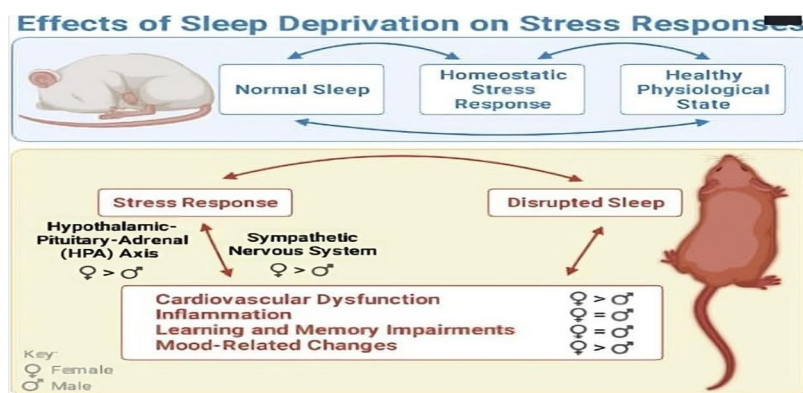 Effects of Sleep Deprivation on Stress Responses
Normal Sleep
Homeostatic
Stress
Response
Healthy
Physiological
State
Stress Response
Disrupted Sleep
Hypothalamic-
Pituitary-Adrenal
(HPA) Axis
♀ > ♂
Sympathetic
Nervous System
♀ > ♂
Cardiovascular Dysfunction ♀ > ♂
Inflammation ♀ = ♂
Learning and Memory Impairments ♀ = ♂
Mood-Related Changes ♀ > ♂
Key:
♀ Female
♂ Male